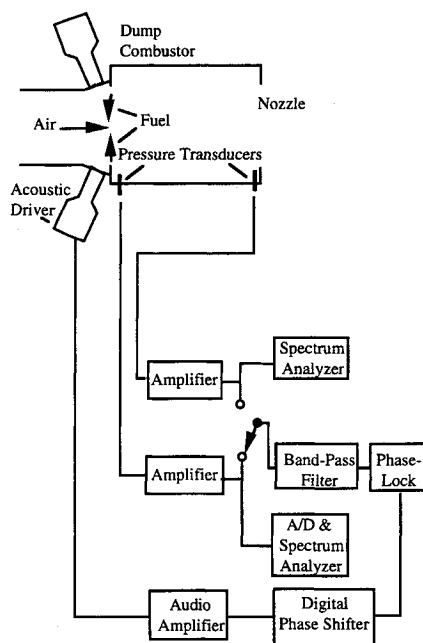 Dump
Combustor
Nozzle
Air
Fuel
Pressure Transducers
Acoustic
Driver
Spectrum
Analyzer
Amplifier
Amplifier
Band-Pass
Filter
Phase-
Lock
A/D &
Spectrum
Analyzer
Audio
Amplifier
Digital
Phase Shifter